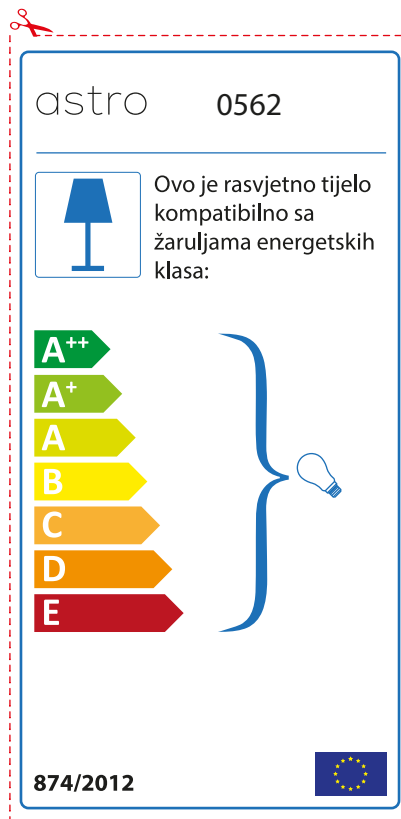 astro 0562
Ovo je rasvjetno tijelo
kompatibilno sa
žaruljama energetskih
klasa:
A++
A+
A
B
C
D
E
874/2012